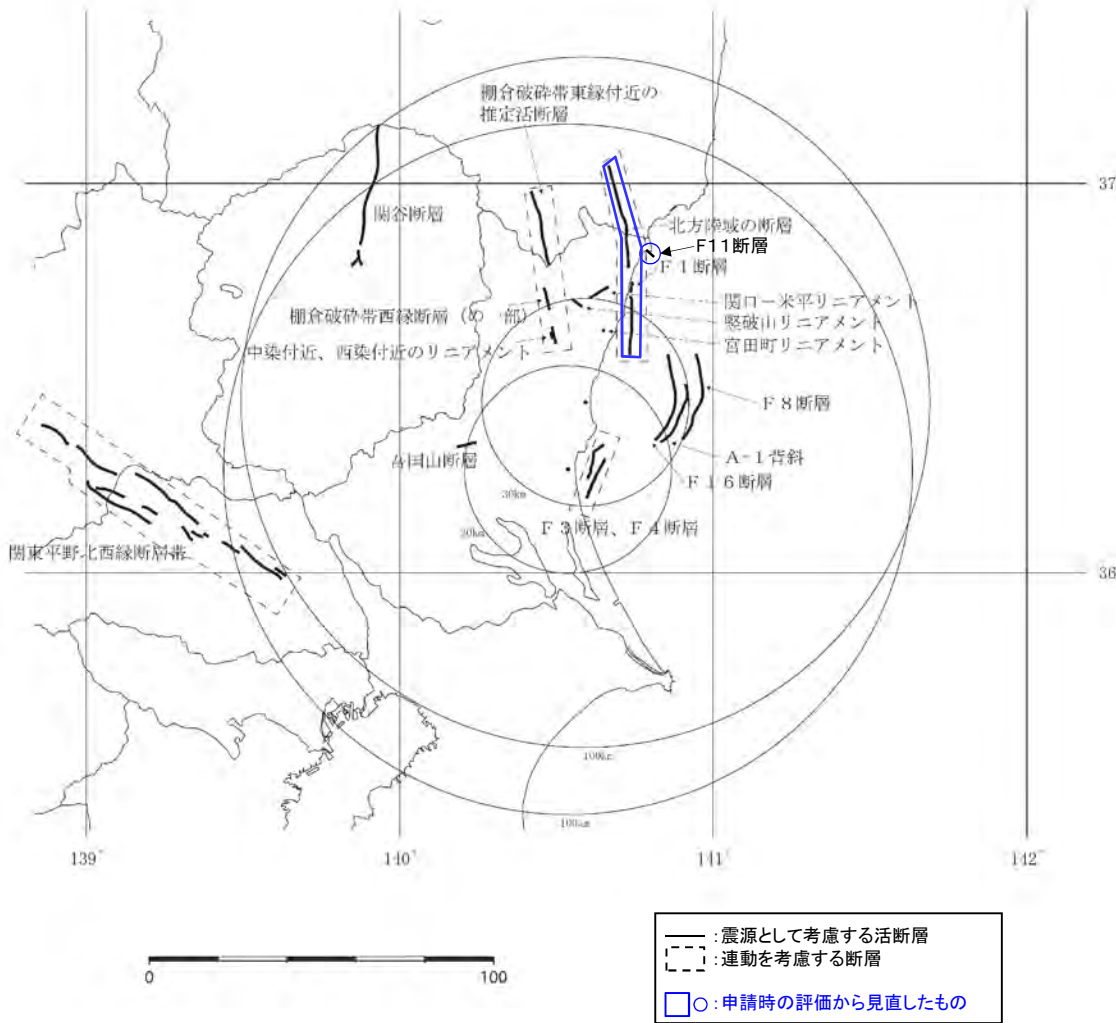 棚倉破砕帯東縁付近の
推定活断層
37
関谷断層
北方陸域の断層
F11断層
F1断層
関口ー米平リニアメント
棚倉破砕帯西縁断層(の 部)
竪破山リニアメント
中染付近、西染付近のリニアメント
宮田町リニアメント
F8断層
A-1背斜
F16断層
30km
F3断層、F4断層
30km
関東平野北西縁断層帯
36
100km
100km
139°
140°
141°
142°
0
100
:震源として考慮する活断層
:連動を考慮する断層
:申請時の評価から見直したもの